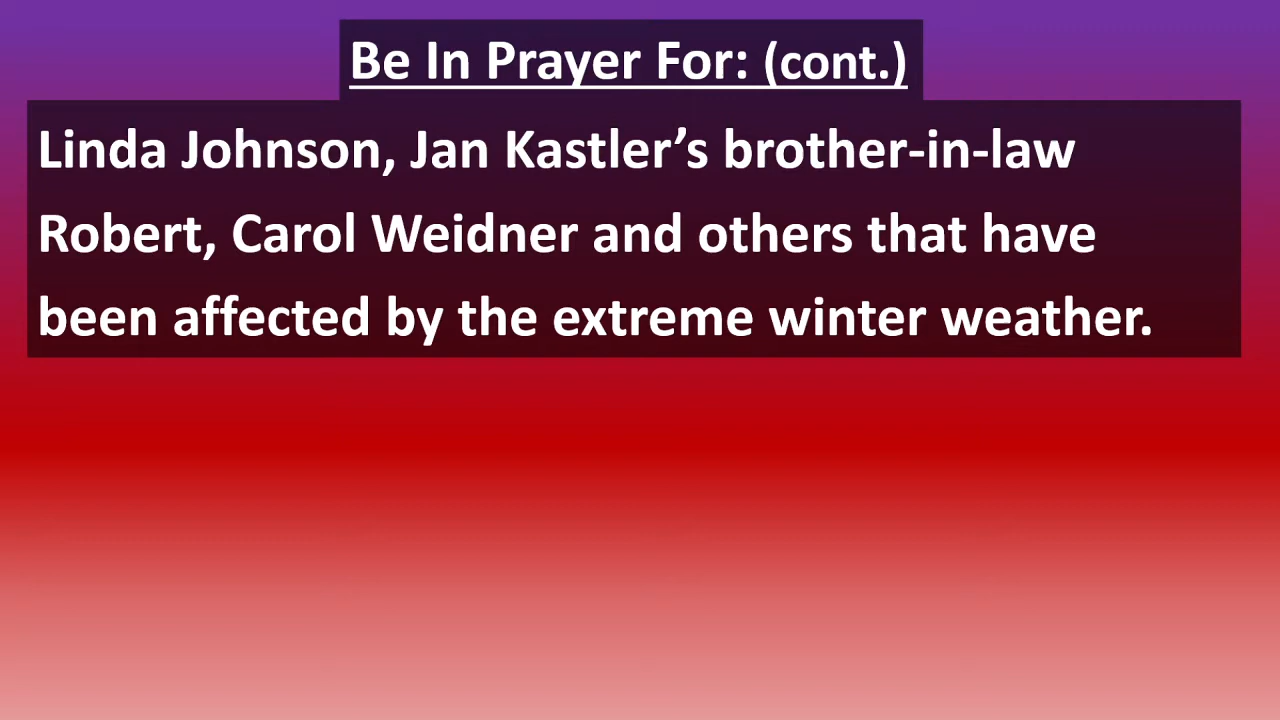 Be In Prayer For: (cont.)
Linda Johnson, Jan Kastler’s brother-in-law
Robert, Carol Weidner and others that have
been affected by the extreme winter weather.